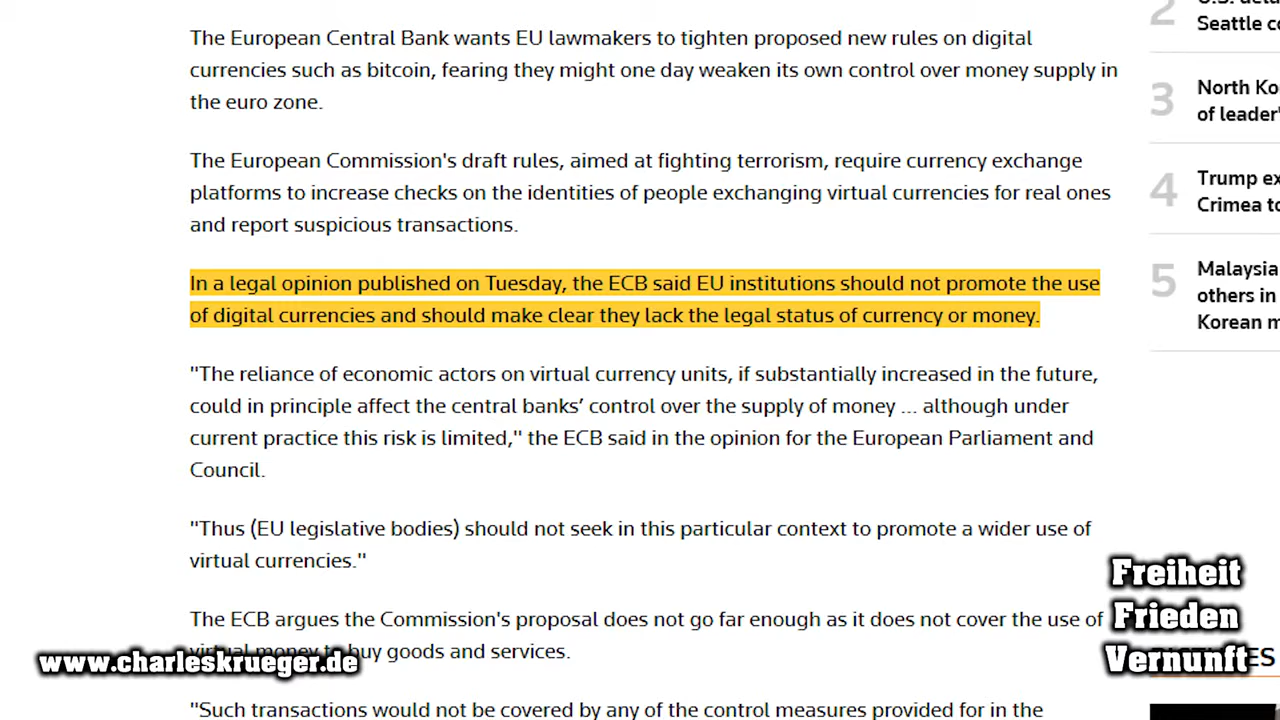 The European Central Bank wants EU lawmakers to tighten proposed new rules on digital
currencies such as bitcoin, fearing they might one day weaken its own control over money supply in
the euro zone.
The European Commission's draft rules, aimed at fighting terrorism, require currency exchange
platforms to increase checks on the identities of people exchanging virtual currencies for real ones
and report suspicious transactions.
In a legal opinion published on Tuesday, the ECB said EU institutions should not promote the use
of digital currencies and should make clear they lack the legal status of currency or money.
"The reliance of economic actors on virtual currency units, if substantially increased in the future,
could in principle affect the central banks’ control over the supply of money ... although under
current practice this risk is limited," the ECB said in the opinion for the European Parliament and
Council.
"Thus (EU legislative bodies) should not seek in this particular context to promote a wider use of
virtual currencies."
The ECB argues the Commission's proposal does not go far enough as it does not cover the use of
virtual money to buy goods and services.
"Such transactions would not be covered by any of the control measures provided for in the
2
U.S.
Seattle
3
North
of leader'
4
Trump
Crimea
5
Malaysia
others in
Korean
Freiheit
Frieden
Vernunft
www.charleskrueger.de